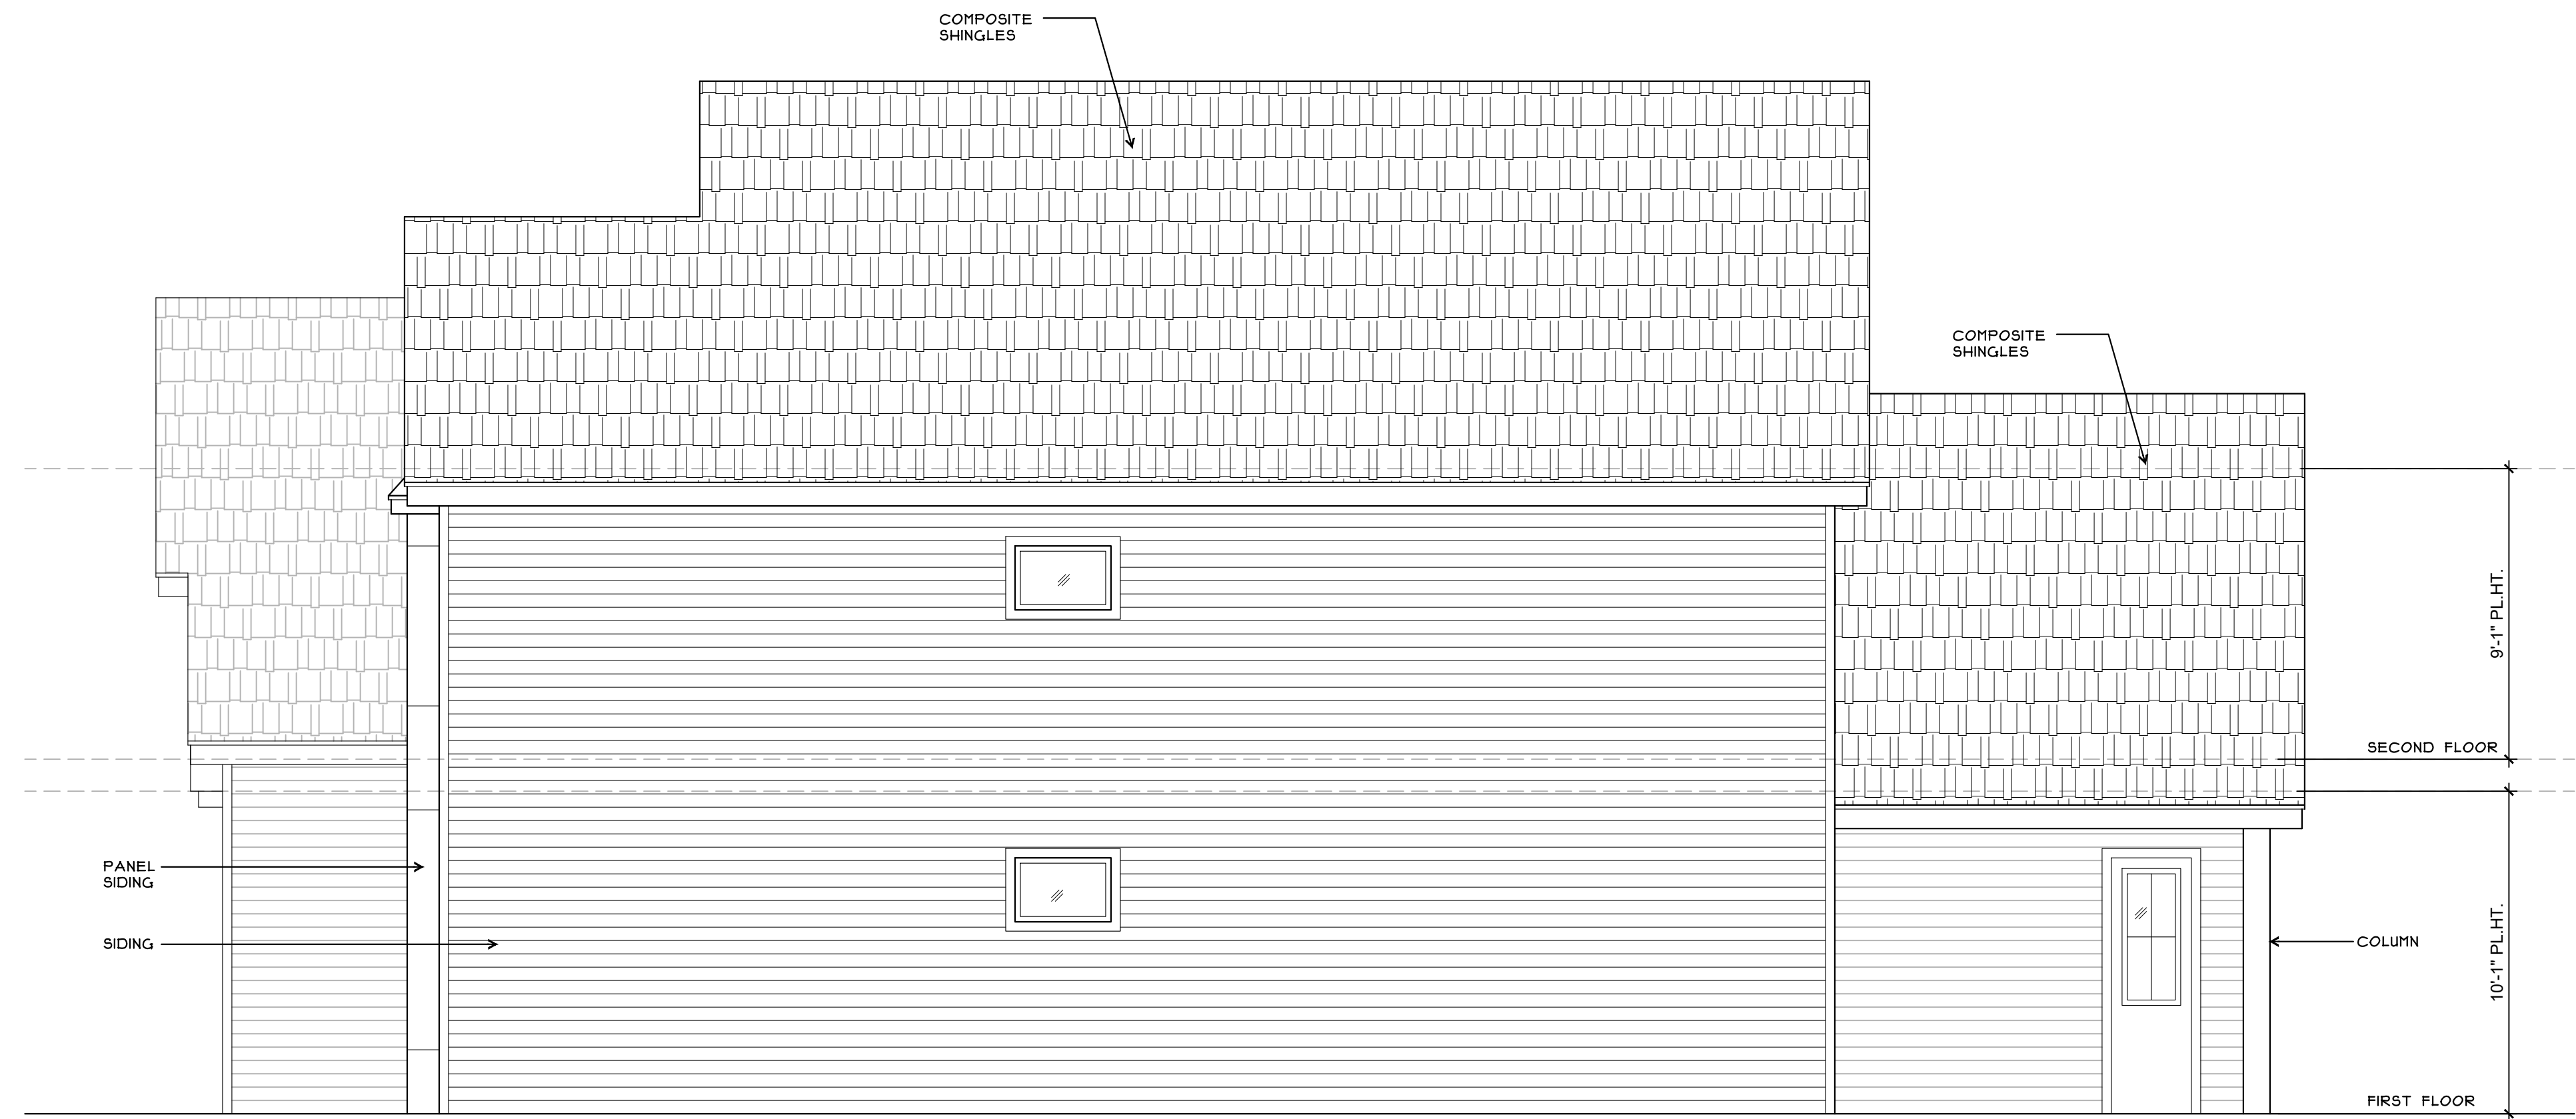 COMPOSITE
SHINGLES
COMPOSITE
SHINGLES
9'-1" PL.HT.
SECOND FLOOR
PANEL
SIDING
SIDING
COLUMN
10'-1" PL.HT.
FIRST FLOOR